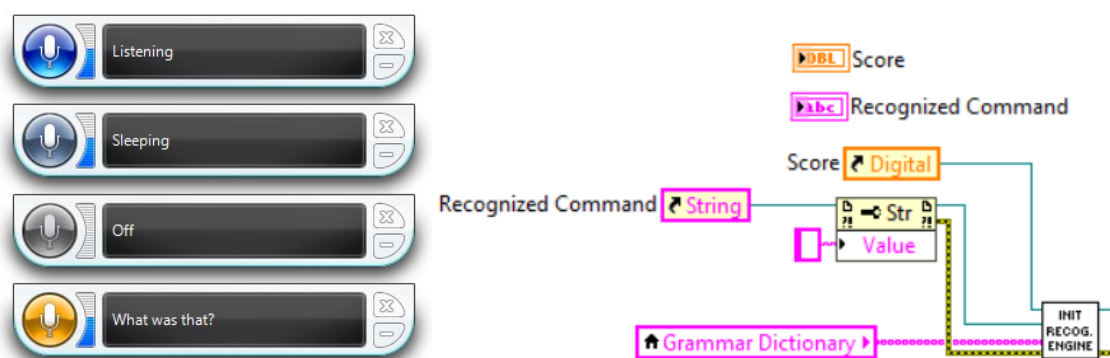 Listening
Sleeping
Off
What was that?
DBL Score
abc Recognized Command
Score Digital
Recognized Command String
?! Str ?!
Value
Grammar Dictionary
INIT
RECOG.
ENGINE